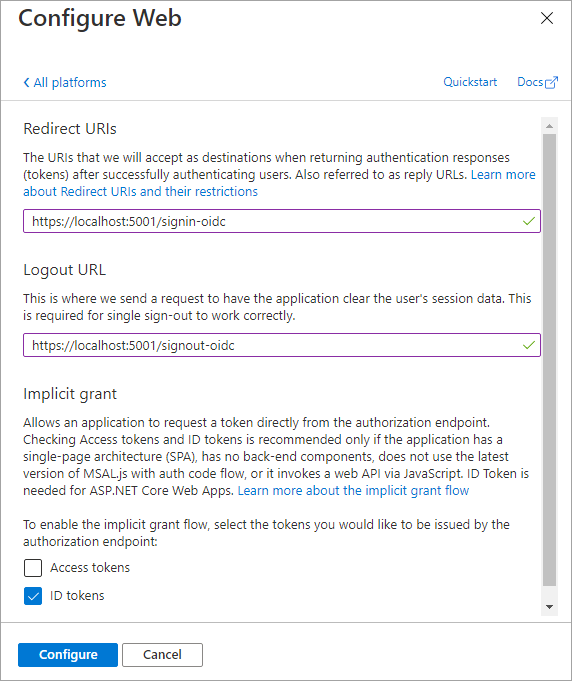 Configure Web
All platforms
Quickstart Docs
Redirect URIs
The URIs that we will accept as destinations when returning authentication responses
(tokens) after successfully authenticating users. Also referred to as reply URLs. Learn more
about Redirect URIs and their restrictions
https://localhost:5001/signin-oidc
Logout URL
This is where we send a request to have the application clear the user's session data. This
is required for single sign-out to work correctly.
https://localhost:5001/signout-oidc
Implicit grant
Allows an application to request a token directly from the authorization endpoint.
Checking Access tokens and ID tokens is recommended only if the application has a
single-page architecture (SPA), has no back-end components, does not use the latest
version of MSAL.js with auth code flow, or it invokes a web API via JavaScript. ID Token is
needed for ASP.NET Core Web Apps. Learn more about the implicit grant flow
To enable the implicit grant flow, select the tokens you would like to be issued by the
authorization endpoint:
Access tokens
ID tokens
Configure
Cancel